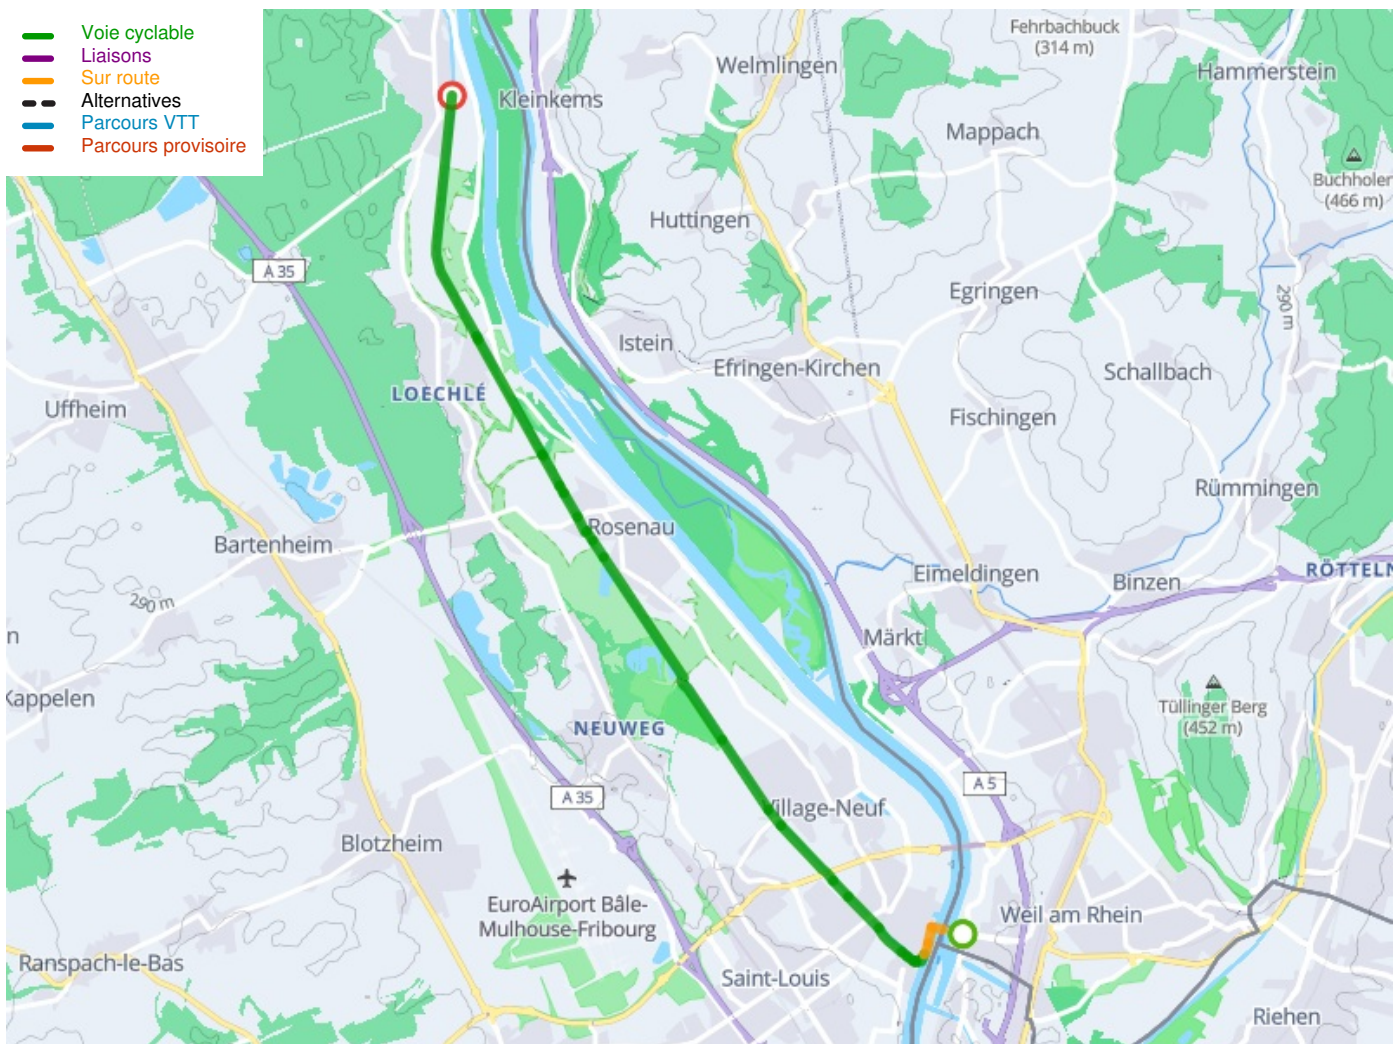 Voie cyclable
Liaisons
Sur route
Alternatives
Parcours VTT
Parcours provisoire
Fehrbachbuck
(314 m)
Welmlingen
Hammerstein
Kleinkems
Mappach
Buchholen
(466 m)
Huttingen
A 35
Egringen
290 m
Istein
Efringen-Kirchen
Schallbach
LOECHLÉ
Uffheim
Fischingen
Rümmingen
Rosenau
Bartenheim
Eimeldingen
Binzen
RÖTTELN
290 m
n
Märkt
Kappelen
Tüllinger Berg
(452 m)
NEUWEG
A 5
A 35
Village-Neuf
Blotzheim
EuroAirport Bâle-
Mulhouse-Fribourg
Weil am Rhein
Ranspach-le-Bas
Saint-Louis
Riehen